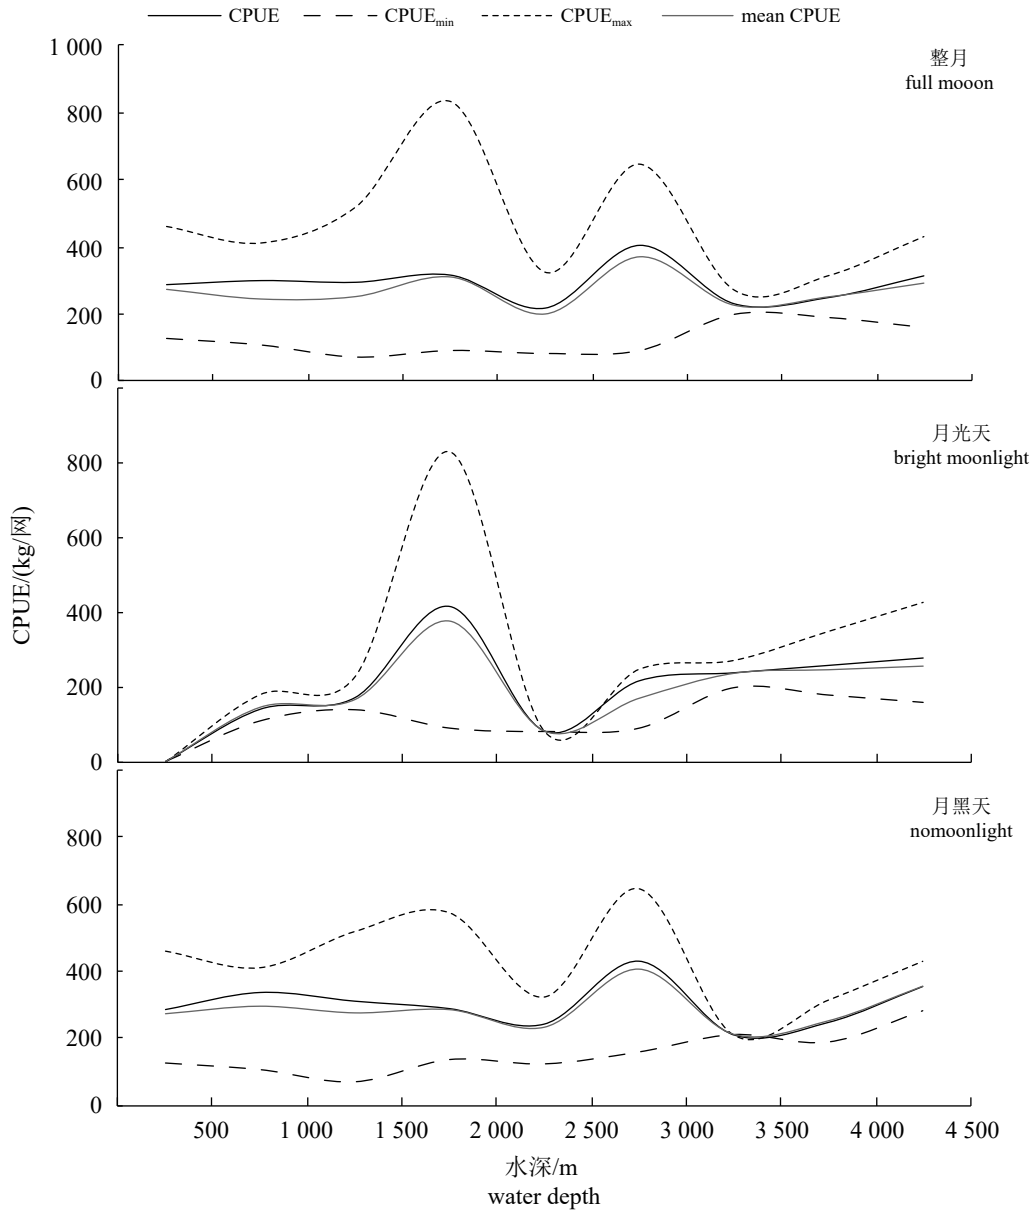 CPUE CPUEmin CPUEmax mean CPUE
1 000
800
600
400
200
0
整月
full mooon
800
600
400
200
0
月光天
bright moonlight
CPUE/(kg/网)
800
600
400
200
0
月黑天
nomoonlight
500 1 000 1 500 2 000 2 500 3 000 3 500 4 000 4 500
水深/m
water depth